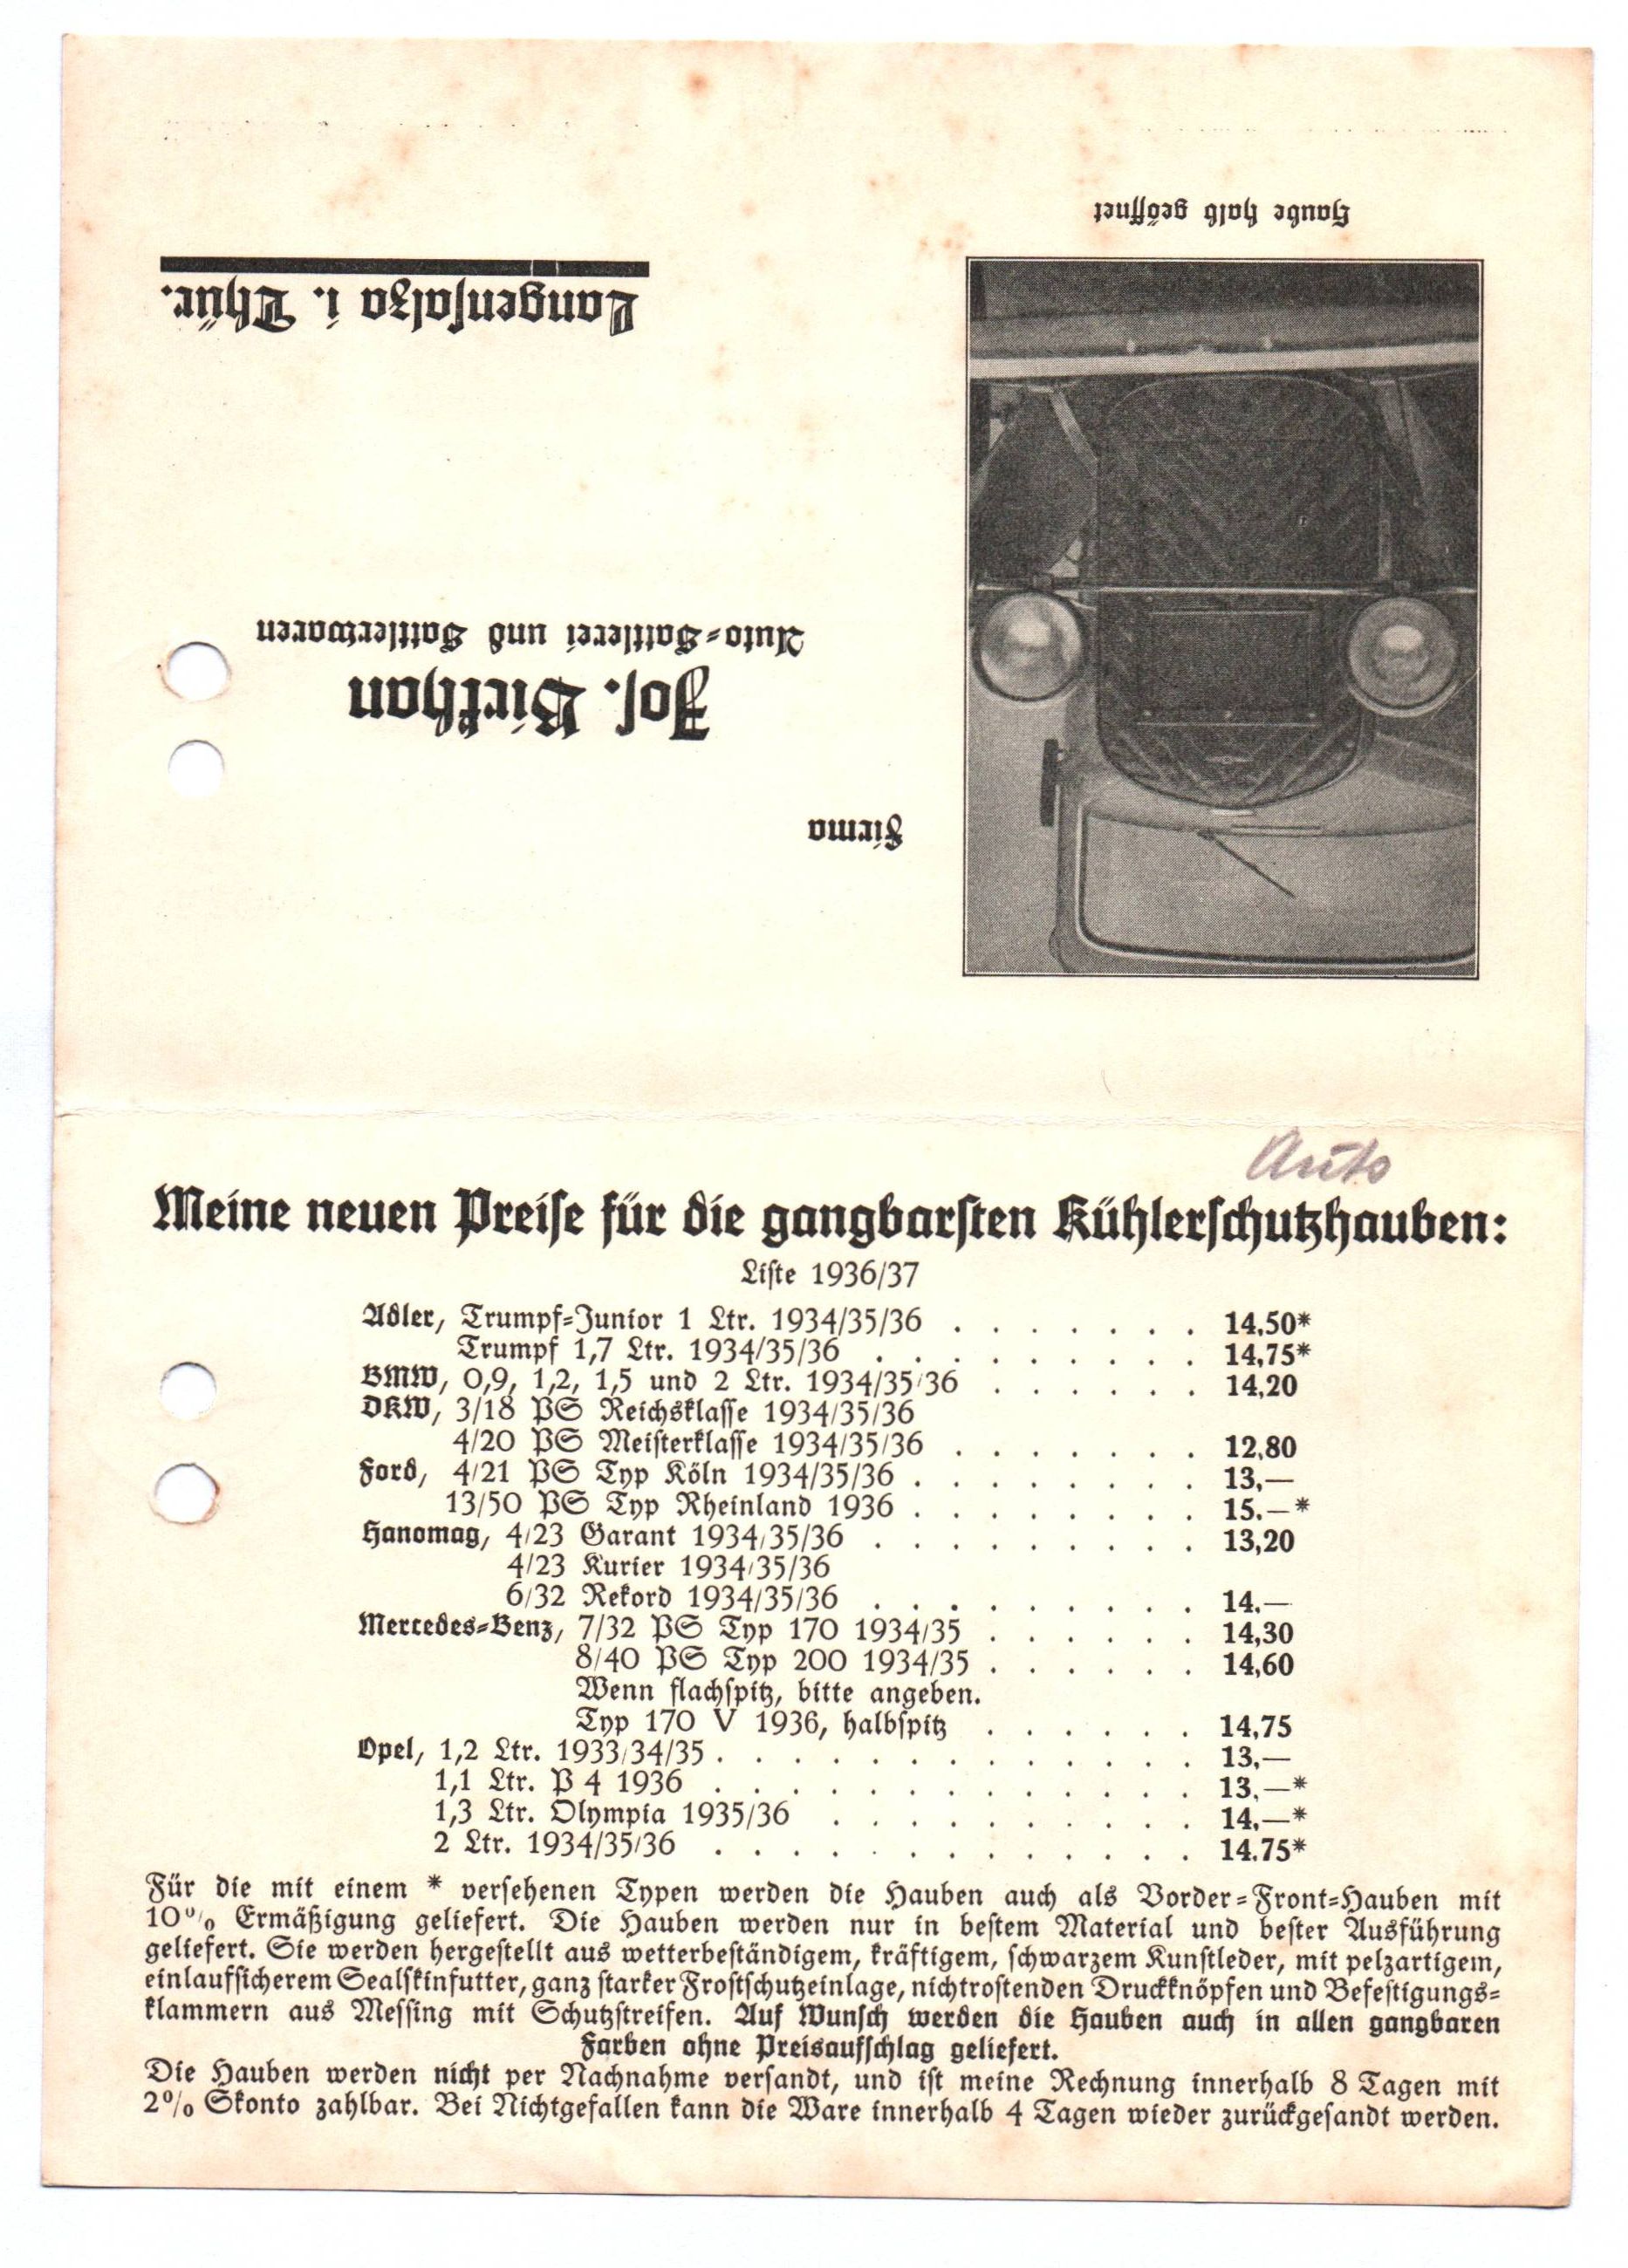 Haube halb geöffnet
Firma
Jos. Birkhan
Auto-Sattlerei und Sattlerwaren
Langensalza i. Thür.
Auto
Meine neuen Preise für die gangbarsten Kühlerschutzhauben:
Liste 1936/37
Adler, Trumpf-Junior 1 Ltr. 1934/35/36 . . . . . . . 14,50*
Trumpf 1,7 Ltr. 1934/35/36 . . . . . . . . . 14,75*
BMW, 0,9, 1,2, 1,5 und 2 Ltr. 1934/35/36 . . . . . . 14,20
DKW, 3/18 PS Reichsklasse 1934/35/36
4/20 PS Meisterklasse 1934/35/36 . . . . . . . 12,80
Ford, 4/21 PS Typ Köln 1934/35/36 . . . . . . . . 13,—
13/50 PS Typ Rheinland 1936 . . . . . . . . 15.—*
Hanomag, 4/23 Garant 1934/35/36 . . . . . . . . . 13,20
4/23 Kurier 1934/35/36
6/32 Rekord 1934/35/36 . . . . . . . . . 14.—
Mercedes-Benz, 7/32 PS Typ 170 1934/35 . . . . . . 14,30
8/40 PS Typ 200 1934/35 . . . . . . 14,60
Wenn flachspitz, bitte angeben.
Typ 170 V 1936, halbspitz . . . . . . 14,75
Opel, 1,2 Ltr. 1933/34/35 . . . . . . . . . . . . . 13,—
1,1 Ltr. P 4 1936 . . . . . . . . . . . . . 13,—*
1,3 Ltr. Olympia 1935/36 . . . . . . . . . . 14,—*
2 Ltr. 1934/35/36 . . . . . . . . . . . . . 14.75*
Für die mit einem * versehenen Typen werden die Hauben auch als Vorder-Front-Hauben mit
10% Ermäßigung geliefert. Die Hauben werden nur in bestem Material und bester Ausführung
geliefert. Sie werden hergestellt aus wetterbeständigem, kräftigem, schwarzem Kunstleder, mit pelzartigem,
einlaufsicherem Sealskinfutter, ganz starker Frostschutzeinlage, nichtrostenden Druckknöpfen und Befestigungs-
klammern aus Messing mit Schutzstreifen. Auf Wunsch werden die Hauben auch in allen gangbaren
Farben ohne Preisaufschlag geliefert.
Die Hauben werden nicht per Nachnahme versandt, und ist meine Rechnung innerhalb 8 Tagen mit
2% Skonto zahlbar. Bei Nichtgefallen kann die Ware innerhalb 4 Tagen wieder zurückgesandt werden.